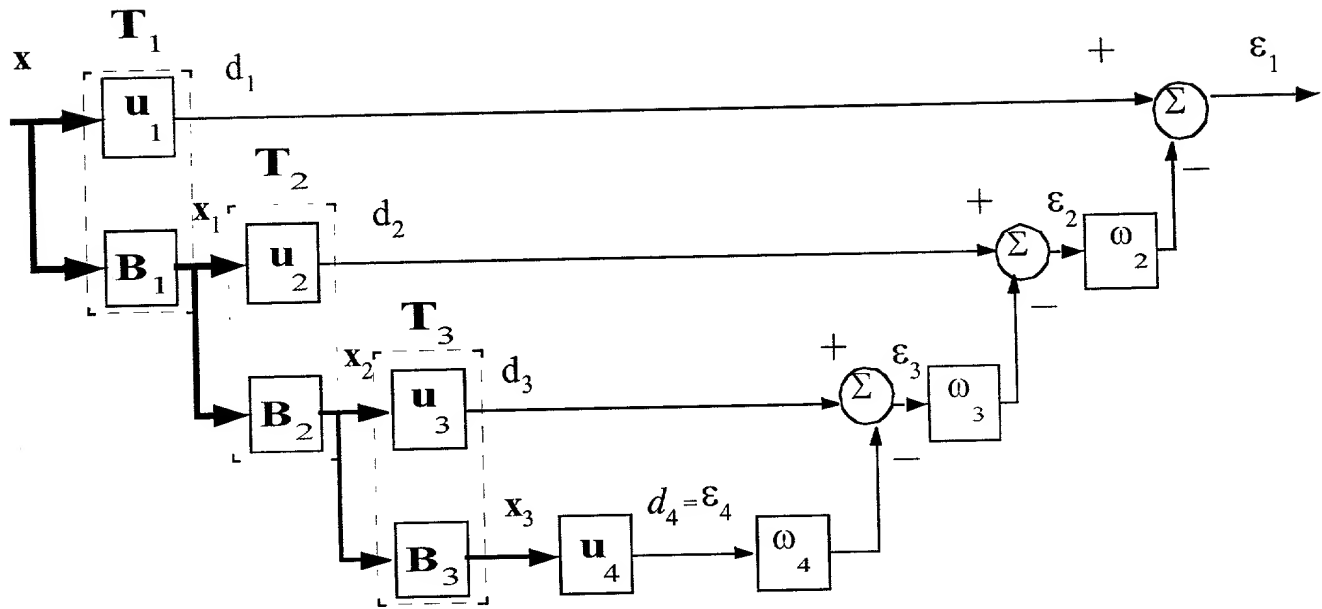 T₁
x
d₁
+
ε₁
u₁
Σ
−
T₂
x₁
d₂
+
ε₂
B₁
u₂
Σ
ω₂
−
T₃
x₂
d₃
+
ε₃
B₂
u₃
Σ
ω₃
−
x₃
d₄=ε₄
B₃
u₄
ω₄